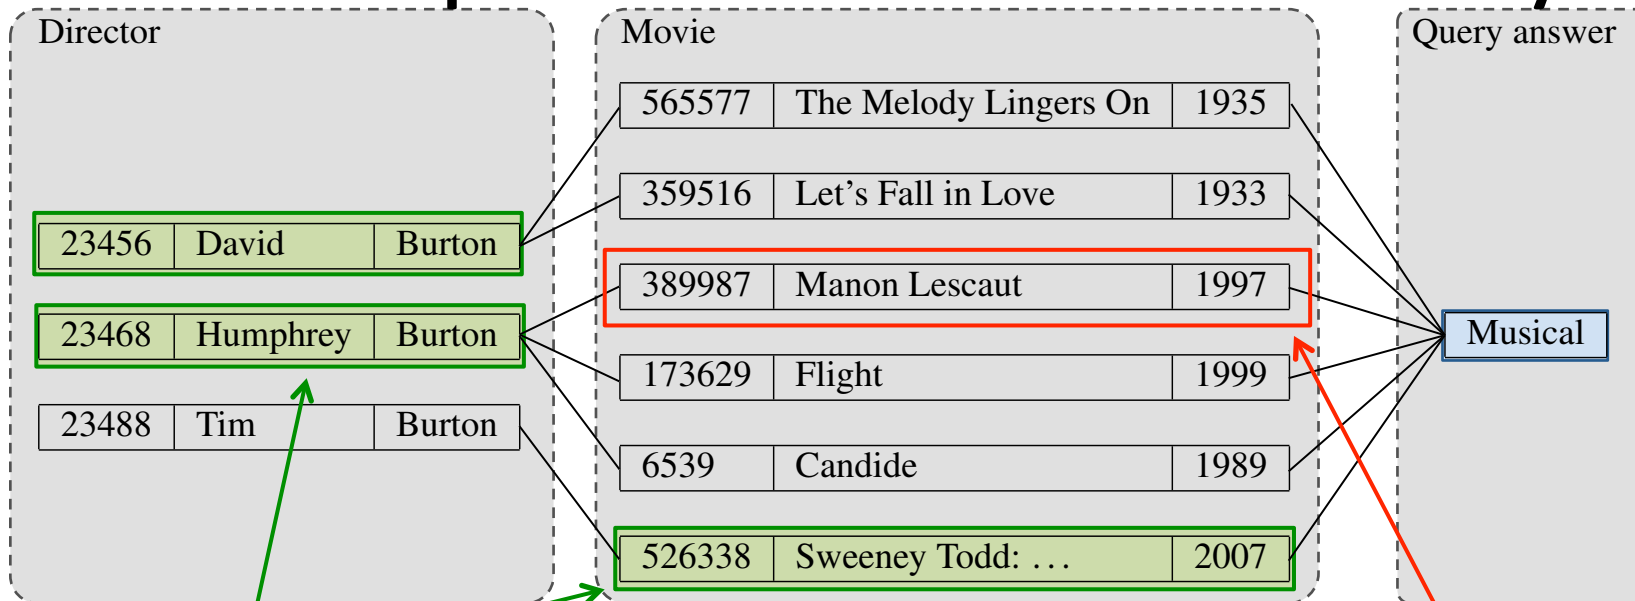 Director
23456 David Burton
23468 Humphrey Burton
23488 Tim Burton
Movie
565577 The Melody Lingers On 1935
359516 Let's Fall in Love 1933
389987 Manon Lescaut 1997
173629 Flight 1999
6539 Candide 1989
526338 Sweeney Todd: ... 2007
Query answer
Musical